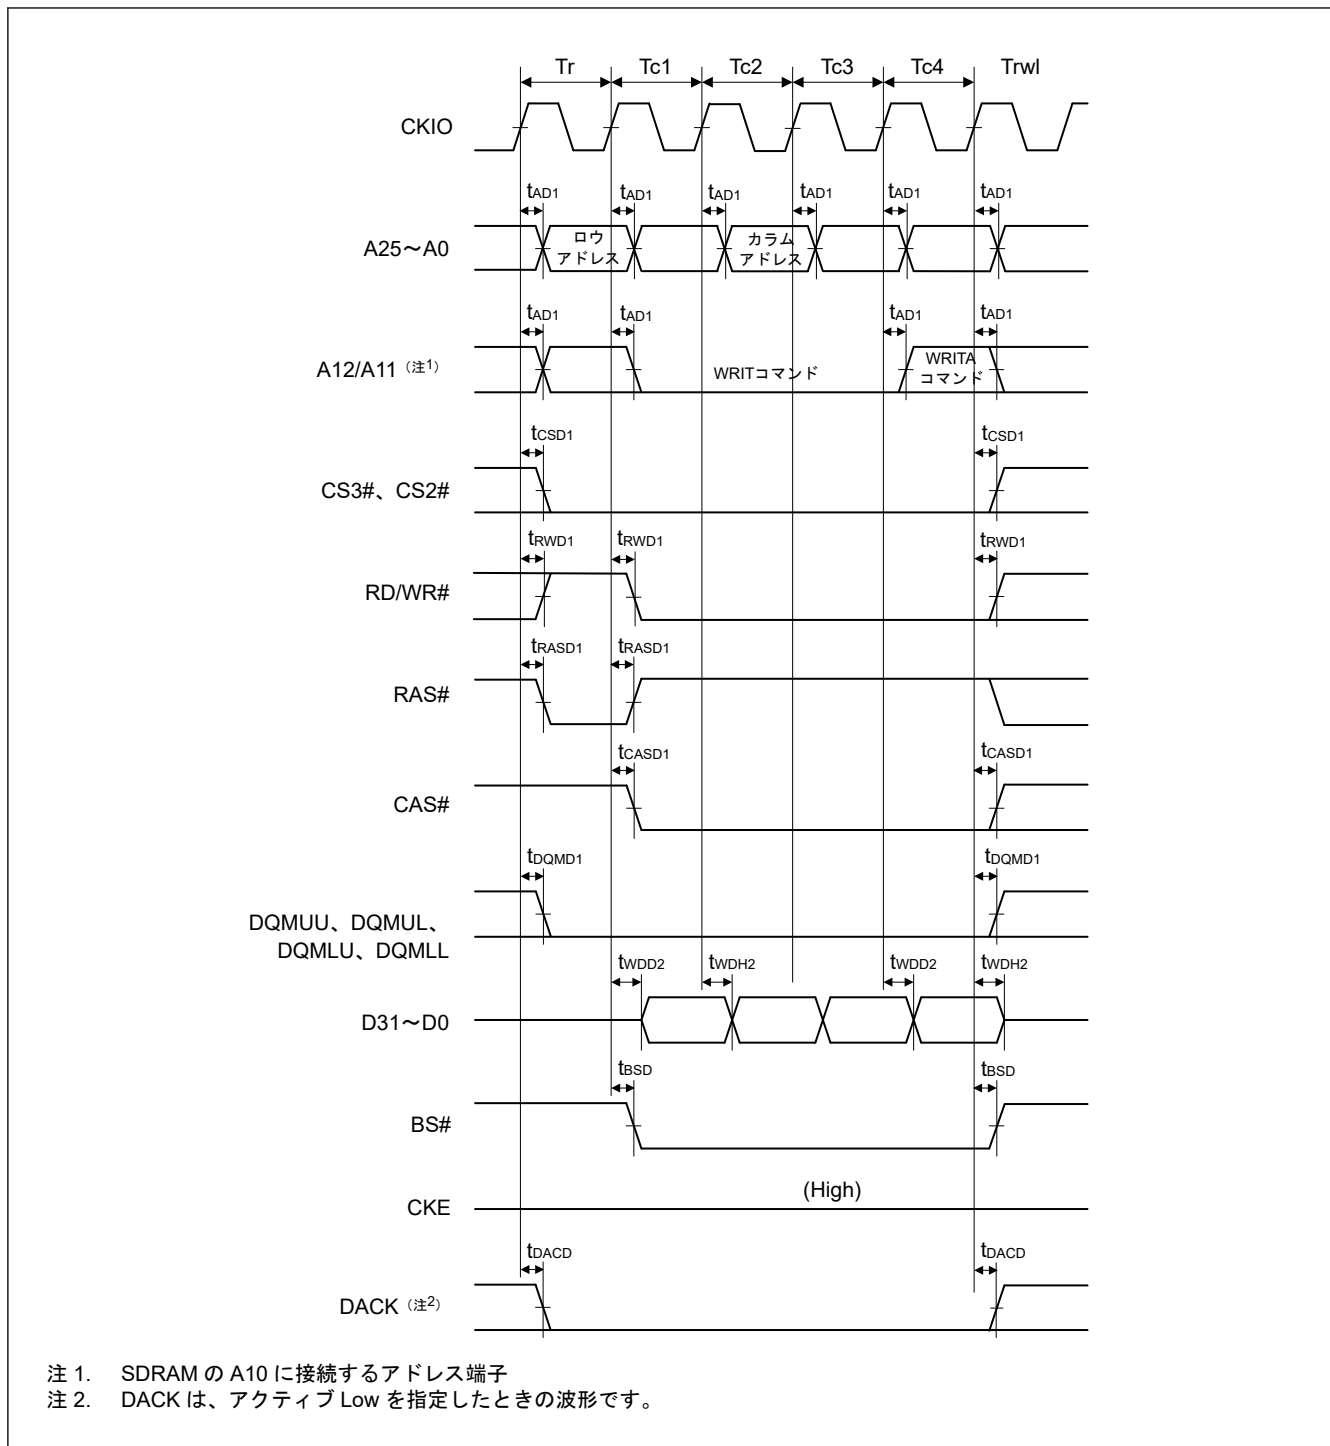 Tr Tc1 Tc2 Tc3 Tc4 Trwl
CKIO
tAD1 tAD1 tAD1 tAD1 tAD1 tAD1
A25～A0
ロウ
アドレス
カラム
アドレス
tAD1 tAD1 tAD1 tAD1
A12/A11（注1）
WRITコマンド
WRITA
コマンド
tCSD1 tCSD1
CS3#、CS2#
tRWD1 tRWD1 tRWD1
RD/WR#
tRASD1 tRASD1
RAS#
tCASD1 tCASD1
CAS#
tDQMD1 tDQMD1
DQMUU、DQMUL、
DQMLU、DQMLL
tWDD2 tWDH2 tWDD2 tWDH2
D31～D0
tBSD tBSD
BS#
(High)
CKE
tDACD tDACD
DACK（注2）
注 1. SDRAM の A10 に接続するアドレス端子
注 2. DACK は、アクティブ Low を指定したときの波形です。